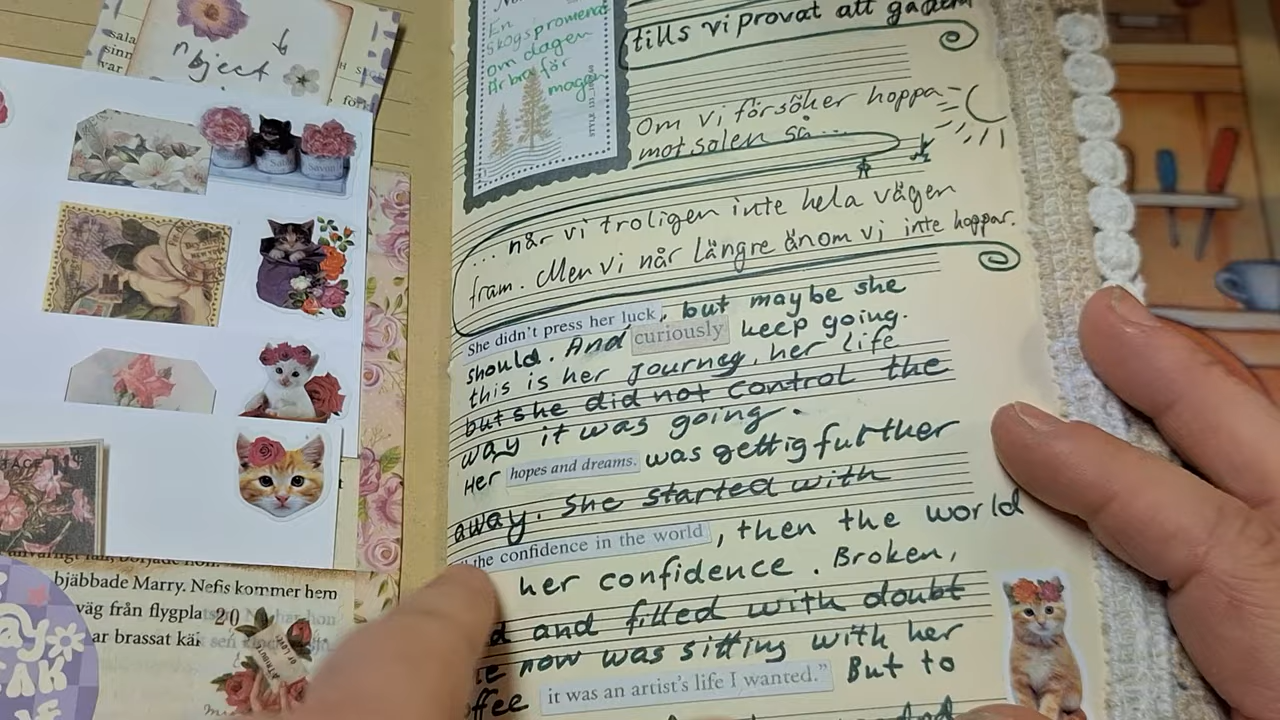 sala
sinn
var
En
Skogspromenad
om dagen
Är bra för
magen
tills vi provat att
Om vi försöker hoppa
mot solen så...
... når vi troligen inte hela vägen
fram. Men vi når längre än om vi inte hoppar.
She didn't press her luck, but maybe she
should. And curiously keep going.
this is her journey, her life
but she did not control the
way it was going.
Her hopes and dreams. was gettig further
away. She started with
the confidence in the world, then the world
her confidence. Broken,
and filled with doubt
now was sitting with her
it was an artist's life I wanted." But to
bjäbbade Marry. Nefis kommer hem
väg från flygpla 20
ar brassat käk